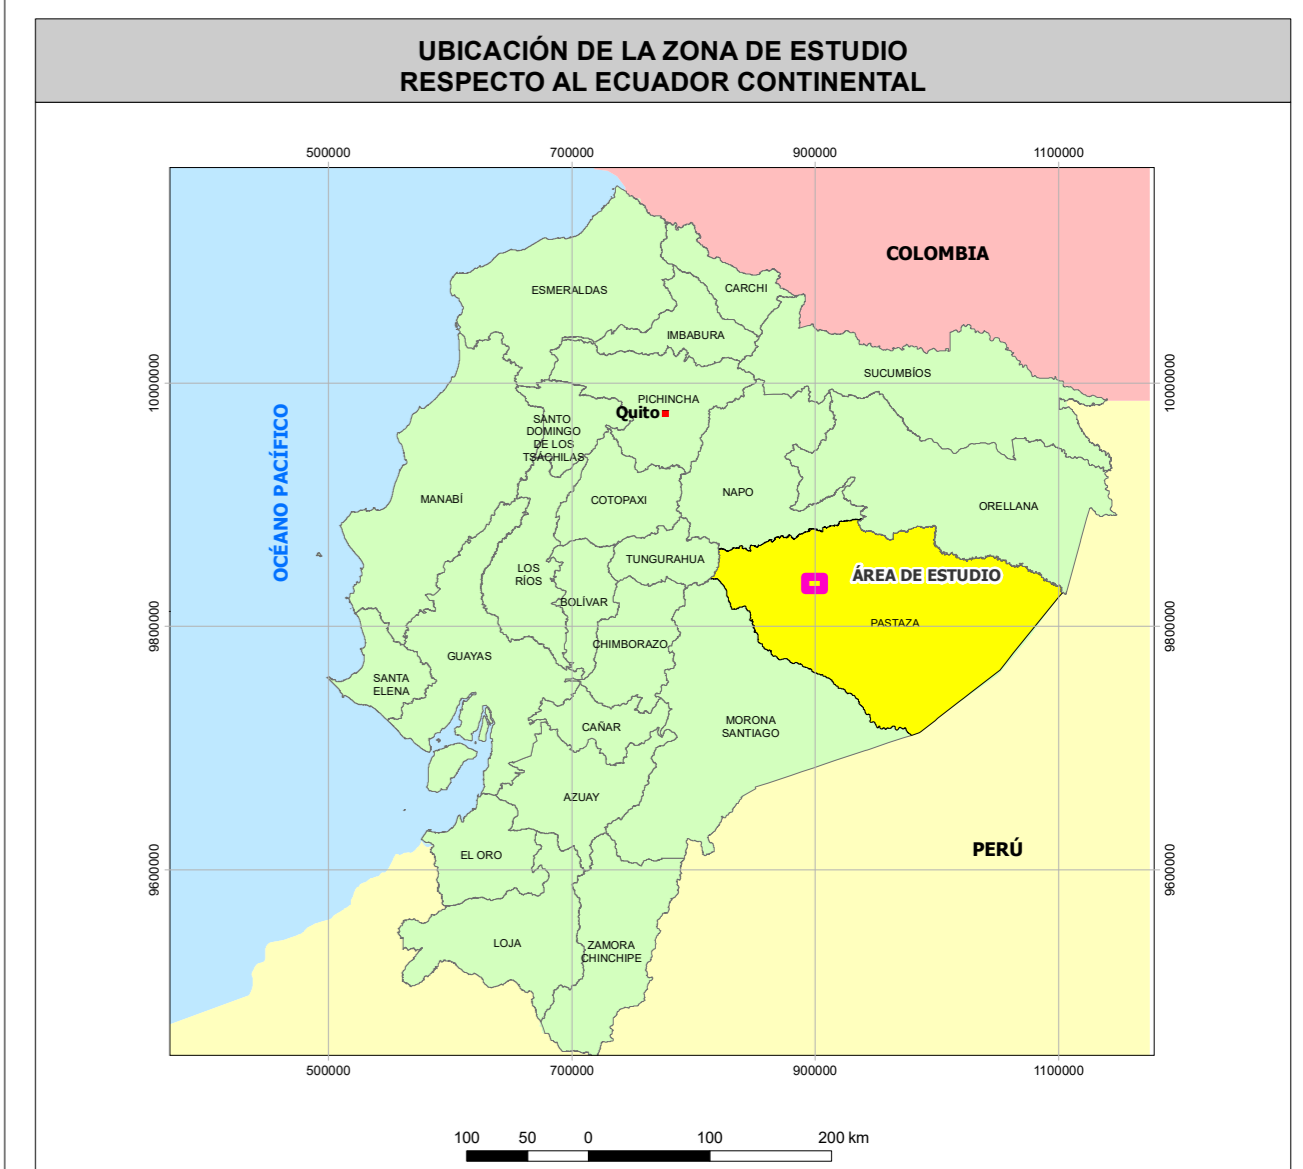 UBICACIÓN DE LA ZONA DE ESTUDIO
RESPECTO AL ECUADOR CONTINENTAL
500000
700000
900000
1100000
COLOMBIA
ESMERALDAS
CARCHI
IMBABURA
SUCUMBÍOS
10000000
10000000
PICHINCHA
Quito
SANTO
DOMINGO
DE LOS
TSÁCHILAS
OCÉANO PACÍFICO
MANABÍ
COTOPAXI
NAPO
ORELLANA
TUNGURAHUA
LOS
RÍOS
ÁREA DE ESTUDIO
BOLÍVAR
PASTAZA
9800000
9800000
CHIMBORAZO
GUAYAS
SANTA
ELENA
CAÑAR
MORONA
SANTIAGO
AZUAY
PERÚ
EL ORO
9600000
9600000
LOJA
ZAMORA
CHINCHIPE
500000
700000
900000
1100000
100
50
0
100
200 km